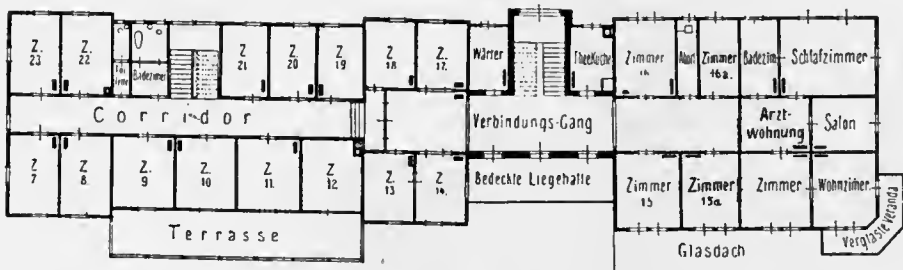 Z.
23
Z.
22
Badezimer
Z.
21
Z.
20
Z.
19
Z.
18
Z.
17.
Wärter
TheeKüche
Zimmer
16
Abort
Zimmer
16a.
Badezim.
Schlafzimmer
Corridor
Verbindungs-Gang
Arzt-
wohnung
Salon
Z.
7
Z.
8.
Z.
9
Z.
10
Z.
11.
Z.
12
Z.
13
Z.
14.
Bedeckte Liegehalle
Zimmer
15
Zimmer
15a
Zimmer
Wohnzimer.
Terrasse
Glasdach
Verglaste Veranda